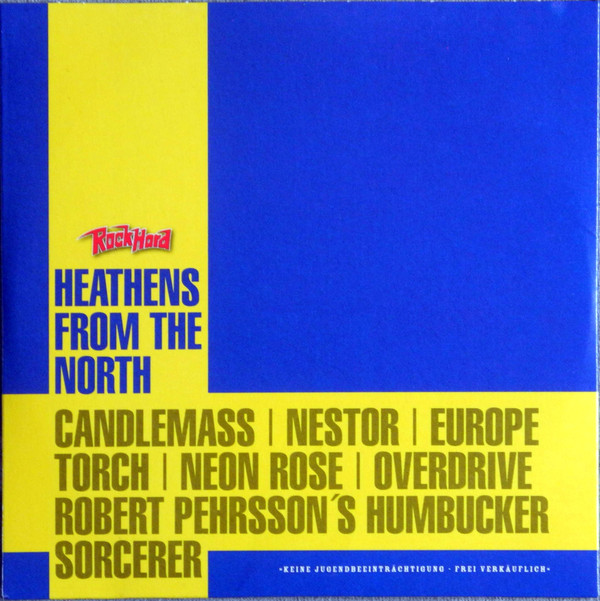 RockHard
HEATHENS
FROM THE
NORTH
CANDLEMASS | NESTOR | EUROPE
TORCH | NEON ROSE | OVERDRIVE
ROBERT PEHRSSON´S HUMBUCKER
SORCERER
»KEINE JUGENDBEEINTRÄCHTIGUNG · FREI VERKÄUFLICH«